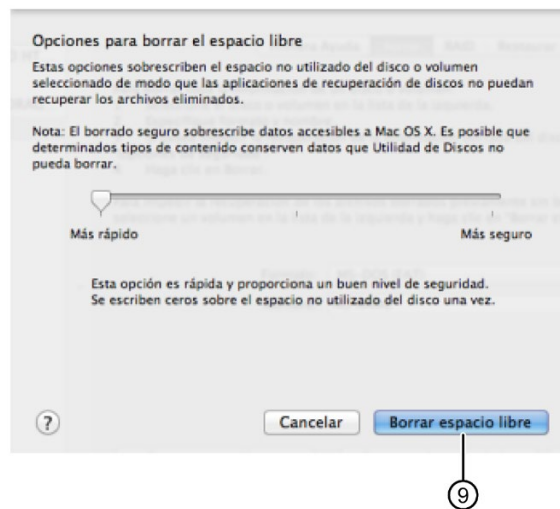 Opciones para borrar el espacio libre
Estas opciones sobrescriben el espacio no utilizado del disco o volumen
seleccionado de modo que las aplicaciones de recuperación de discos no puedan
recuperar los archivos eliminados.
Nota: El borrado seguro sobrescribe datos accesibles a Mac OS X. Es posible que
determinados tipos de contenido conserven datos que Utilidad de Discos no
pueda borrar.
Más rápido Más seguro
Esta opción es rápida y proporciona un buen nivel de seguridad.
Se escriben ceros sobre el espacio no utilizado del disco una vez.
? Cancelar Borrar espacio libre
9